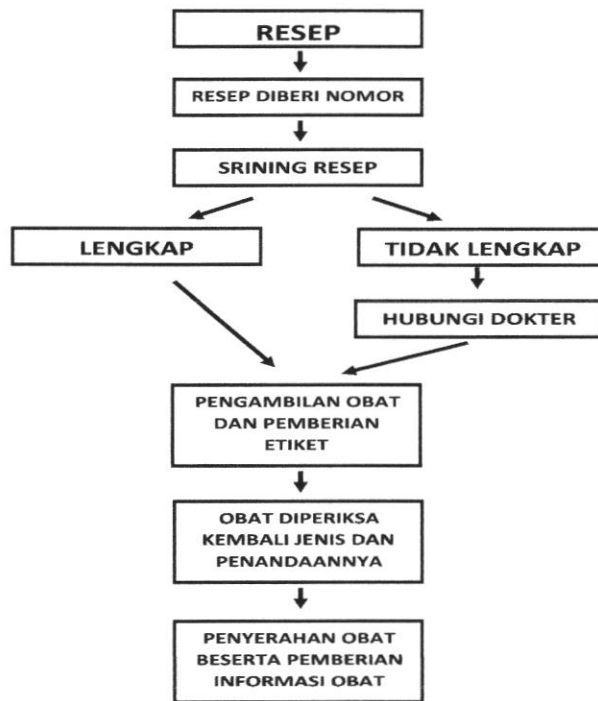 RESEP
RESEP DIBERI NOMOR
SRINING RESEP
LENGKAP
TIDAK LENGKAP
HUBUNGI DOKTER
PENGAMBILAN OBAT
DAN PEMBERIAN
ETIKET
OBAT DIPERIKSA
KEMBALI JENIS DAN
PENANDAANNYA
PENYERAHAN OBAT
BESERTA PEMBERIAN
INFORMASI OBAT